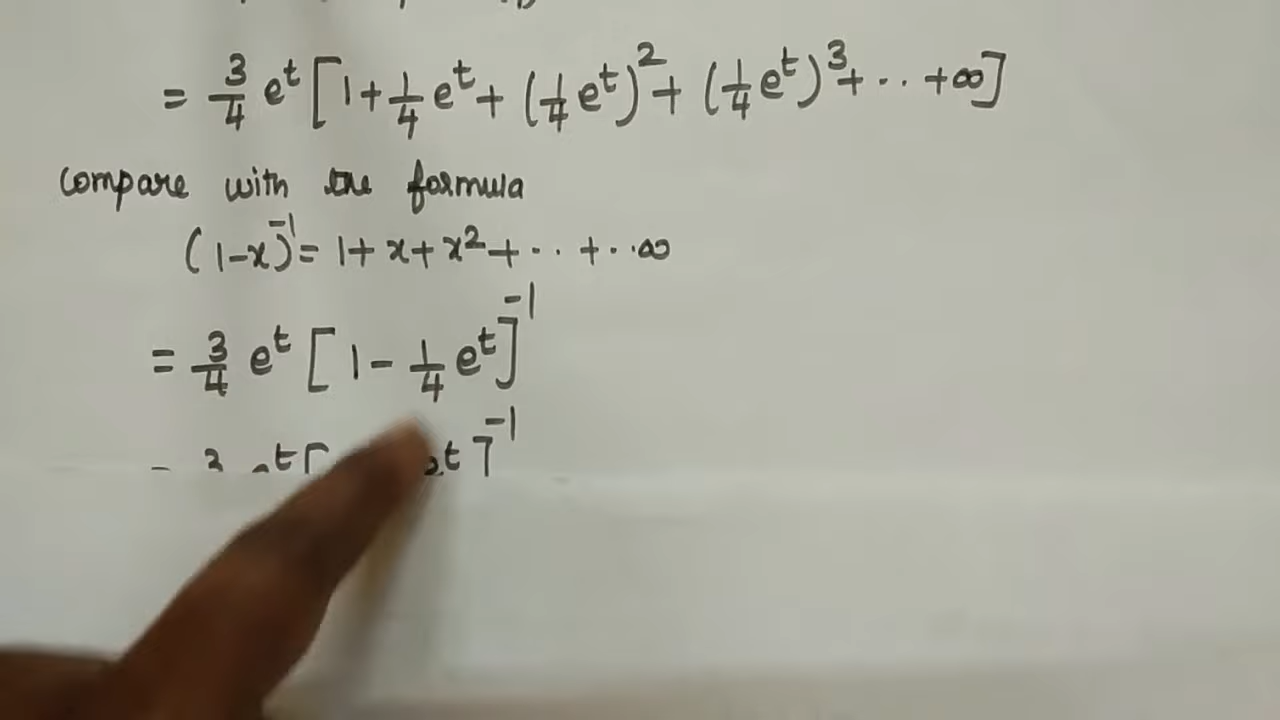 = 3/4 e^t [1 + 1/4 e^t + (1/4 e^t)^2 + (1/4 e^t)^3 + .. + ∞]
compare with the formula
(1-x)^-1 = 1 + x + x^2 + .. + .. ∞
= 3/4 e^t [1 - 1/4 e^t]^-1